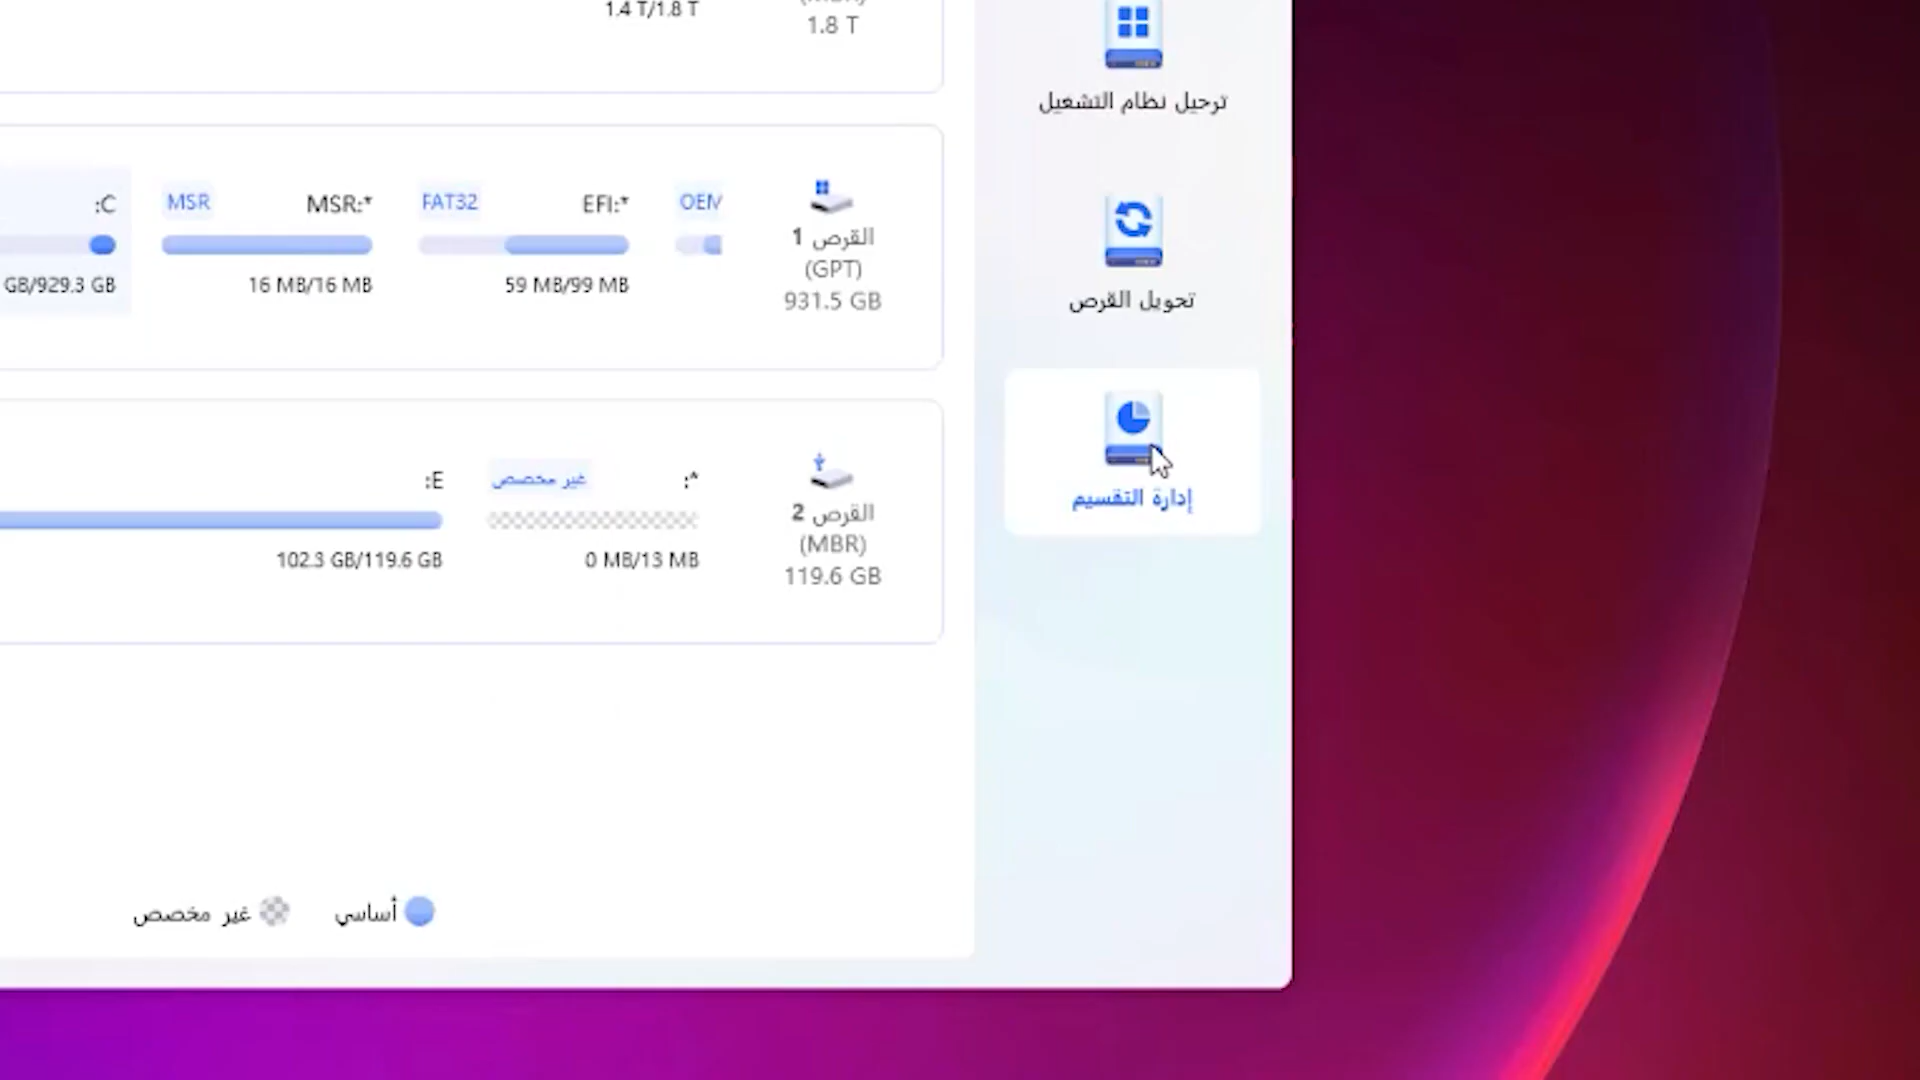 1.4 T/1.8 T
1.8 T
ترحيل نظام التشغيل
القرص 1
(GPT)
931.5 GB
OEM
EFI:*
FAT32
59 MB/99 MB
MSR:*
MSR
16 MB/16 MB
:C
GB/929.3 GB
تحويل القرص
إدارة التقسيم
القرص 2
(MBR)
119.6 GB
:*
غير مخصص
0 MB/13 MB
:E
102.3 GB/119.6 GB
أساسي
غير مخصص